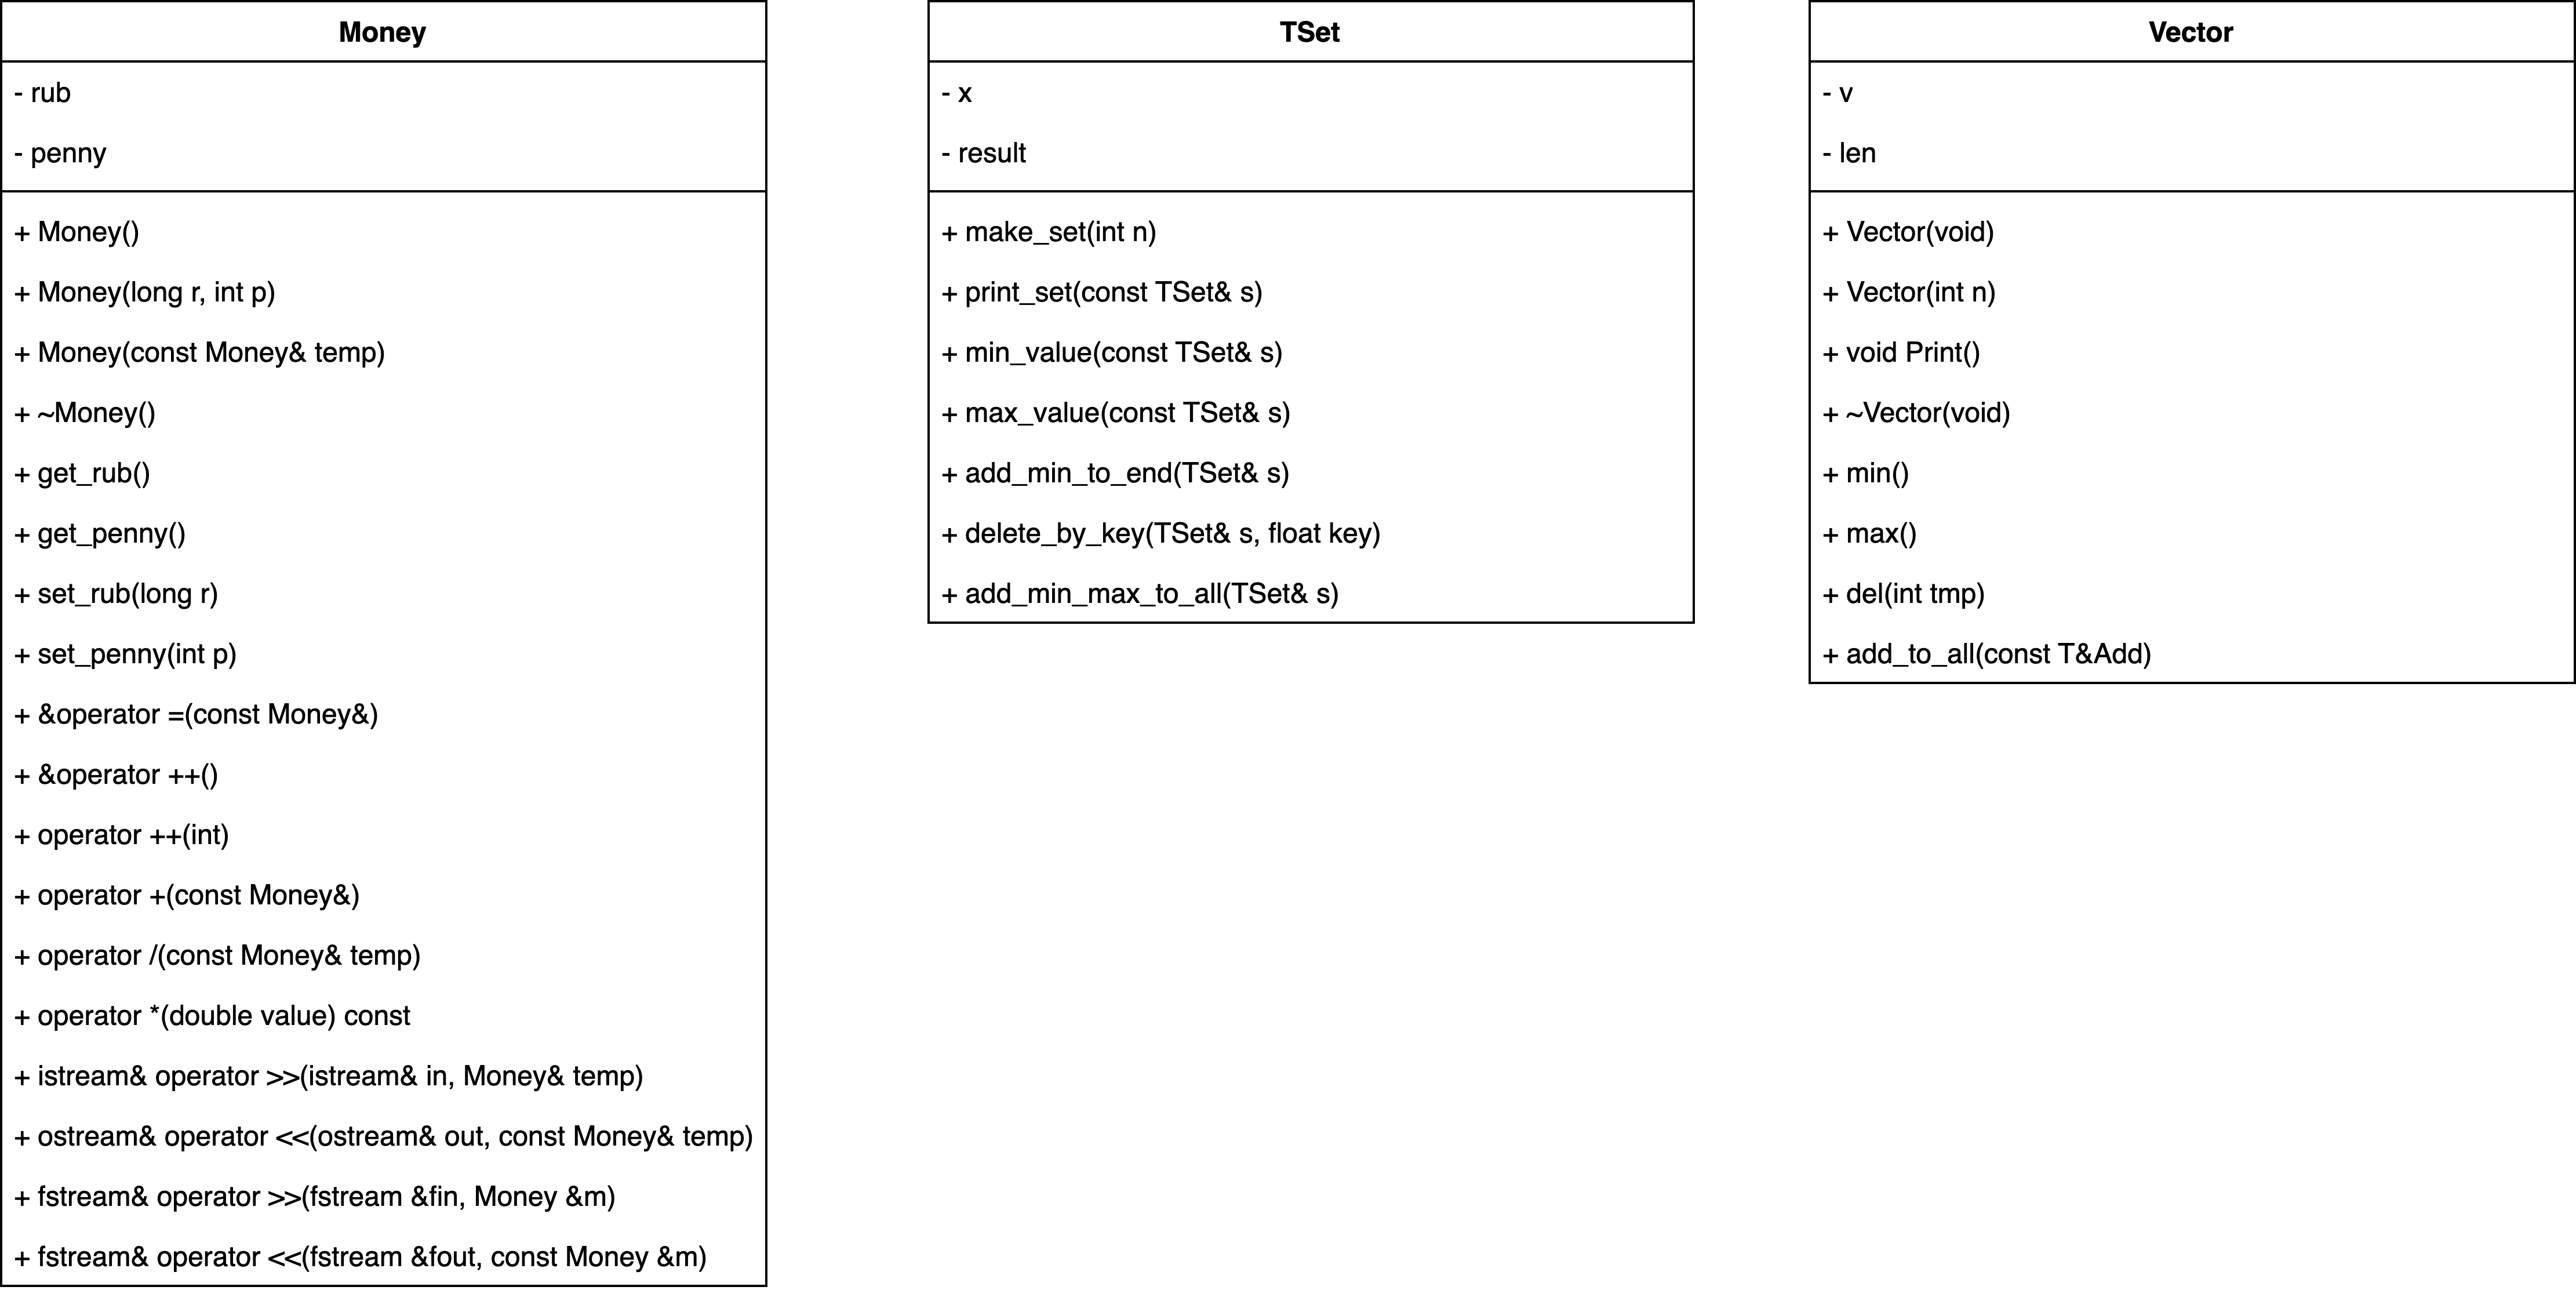 Money
- rub
- penny
+ Money()
+ Money(long r, int p)
+ Money(const Money& temp)
+ ~Money()
+ get_rub()
+ get_penny()
+ set_rub(long r)
+ set_penny(int p)
+ &operator =(const Money&)
+ &operator ++()
+ operator ++(int)
+ operator +(const Money&)
+ operator /(const Money& temp)
+ operator *(double value) const
+ istream& operator >>(istream& in, Money& temp)
+ ostream& operator <<(ostream& out, const Money& temp)
+ fstream& operator >>(fstream &fin, Money &m)
+ fstream& operator <<(fstream &fout, const Money &m)
TSet
- x
- result
+ make_set(int n)
+ print_set(const TSet& s)
+ min_value(const TSet& s)
+ max_value(const TSet& s)
+ add_min_to_end(TSet& s)
+ delete_by_key(TSet& s, float key)
+ add_min_max_to_all(TSet& s)
Vector
- v
- len
+ Vector(void)
+ Vector(int n)
+ void Print()
+ ~Vector(void)
+ min()
+ max()
+ del(int tmp)
+ add_to_all(const T&Add)